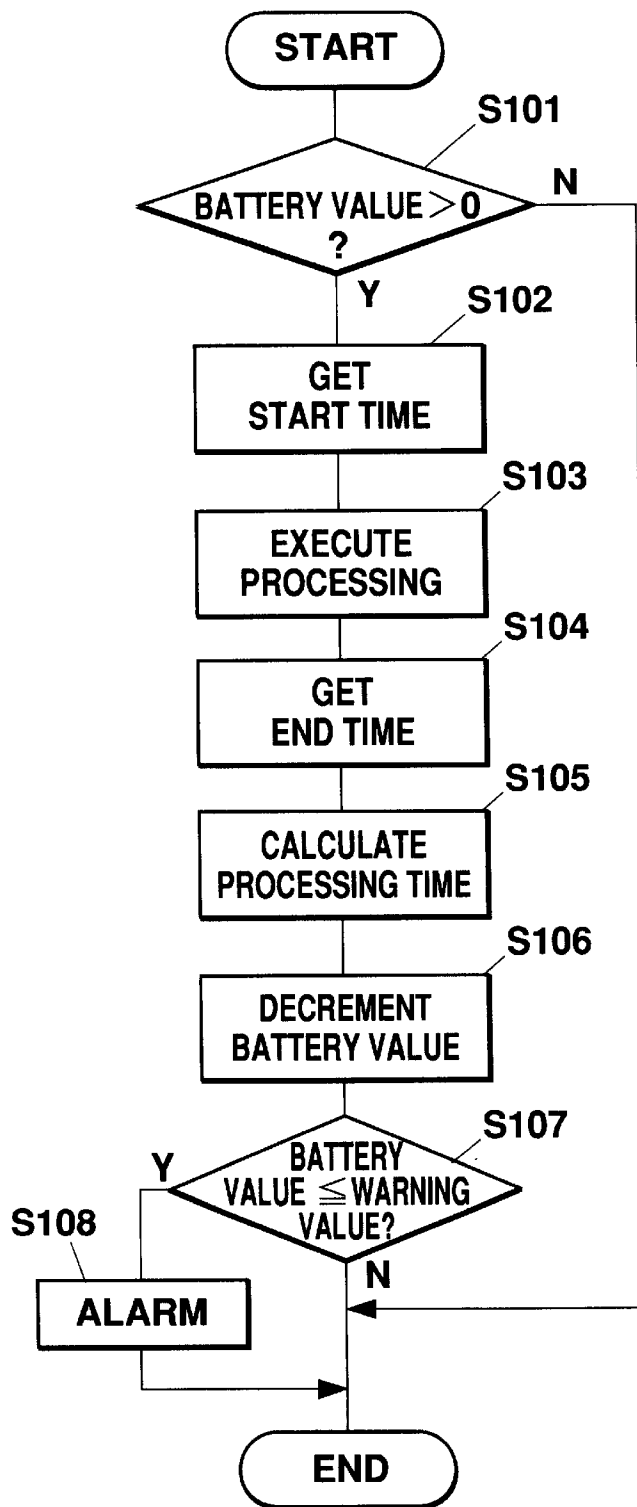 START
S101
N
BATTERY VALUE > 0
?
Y
S102
GET
START TIME
S103
EXECUTE
PROCESSING
S104
GET
END TIME
S105
CALCULATE
PROCESSING TIME
S106
DECREMENT
BATTERY VALUE
S107
Y
BATTERY
VALUE ≦ WARNING
VALUE?
S108
N
ALARM
END